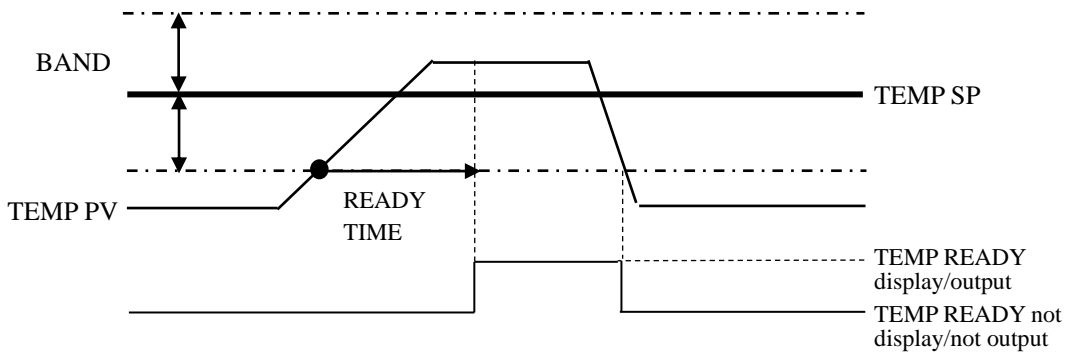 BAND
TEMP SP
TEMP PV
READY
TIME
TEMP READY
display/output
TEMP READY not
display/not output